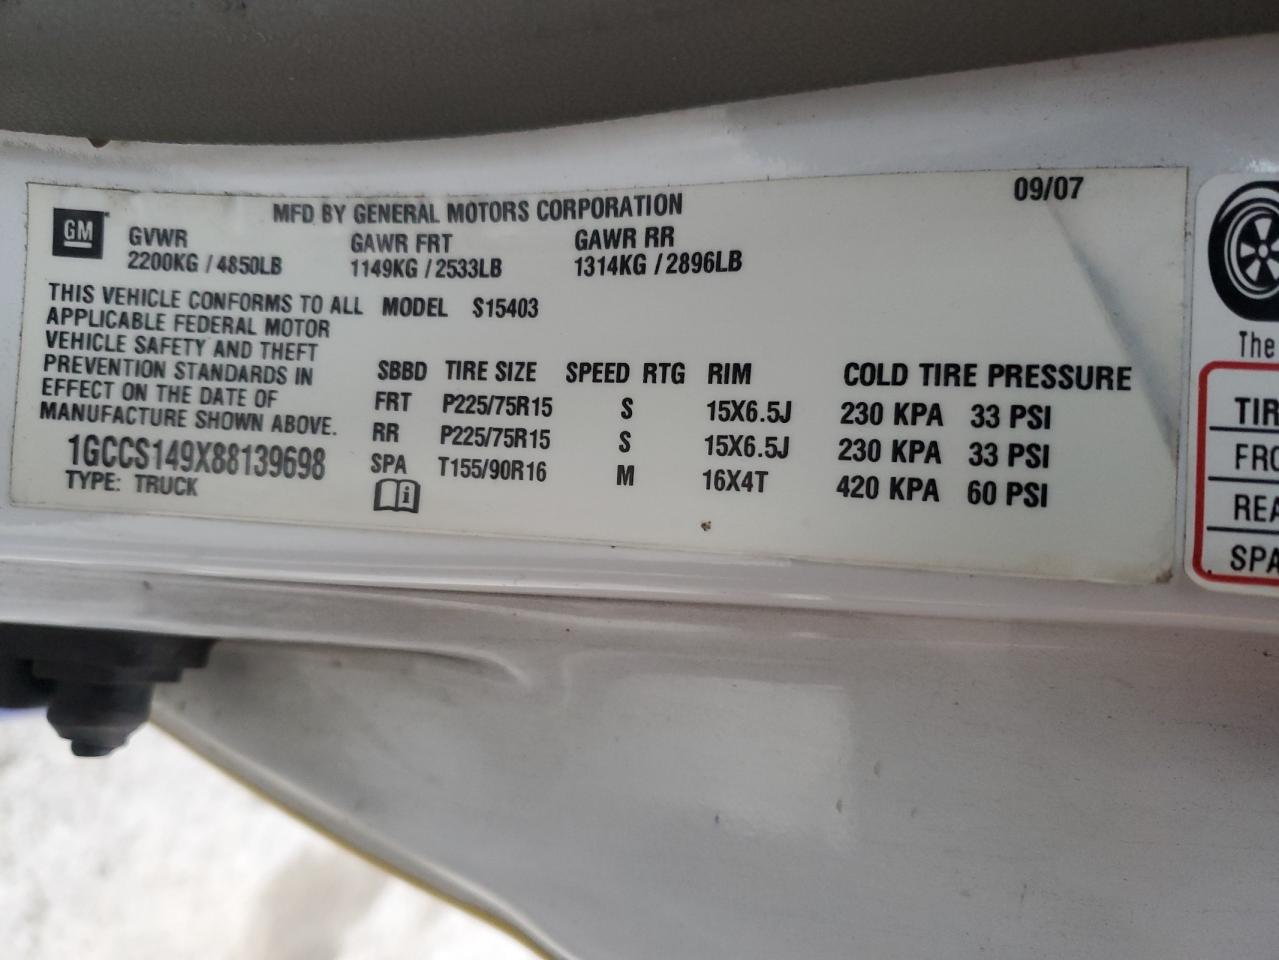 MFD BY GENERAL MOTORS CORPORATION 09/07
GM
GVWR GAWR FRT GAWR RR
2200KG / 4850LB 1149KG / 2533LB 1314KG / 2896LB
THIS VEHICLE CONFORMS TO ALL
APPLICABLE FEDERAL MOTOR
VEHICLE SAFETY AND THEFT
PREVENTION STANDARDS IN
EFFECT ON THE DATE OF
MANUFACTURE SHOWN ABOVE.
1GCCS149X88139698
TYPE: TRUCK
MODEL S15403
SBBD TIRE SIZE SPEED RTG RIM COLD TIRE PRESSURE
FRT P225/75R15 S 15X6.5J 230 KPA 33 PSI
RR P225/75R15 S 15X6.5J 230 KPA 33 PSI
SPA T155/90R16 M 16X4T 420 KPA 60 PSI
i
The
TIR
FRO
REA
SPA